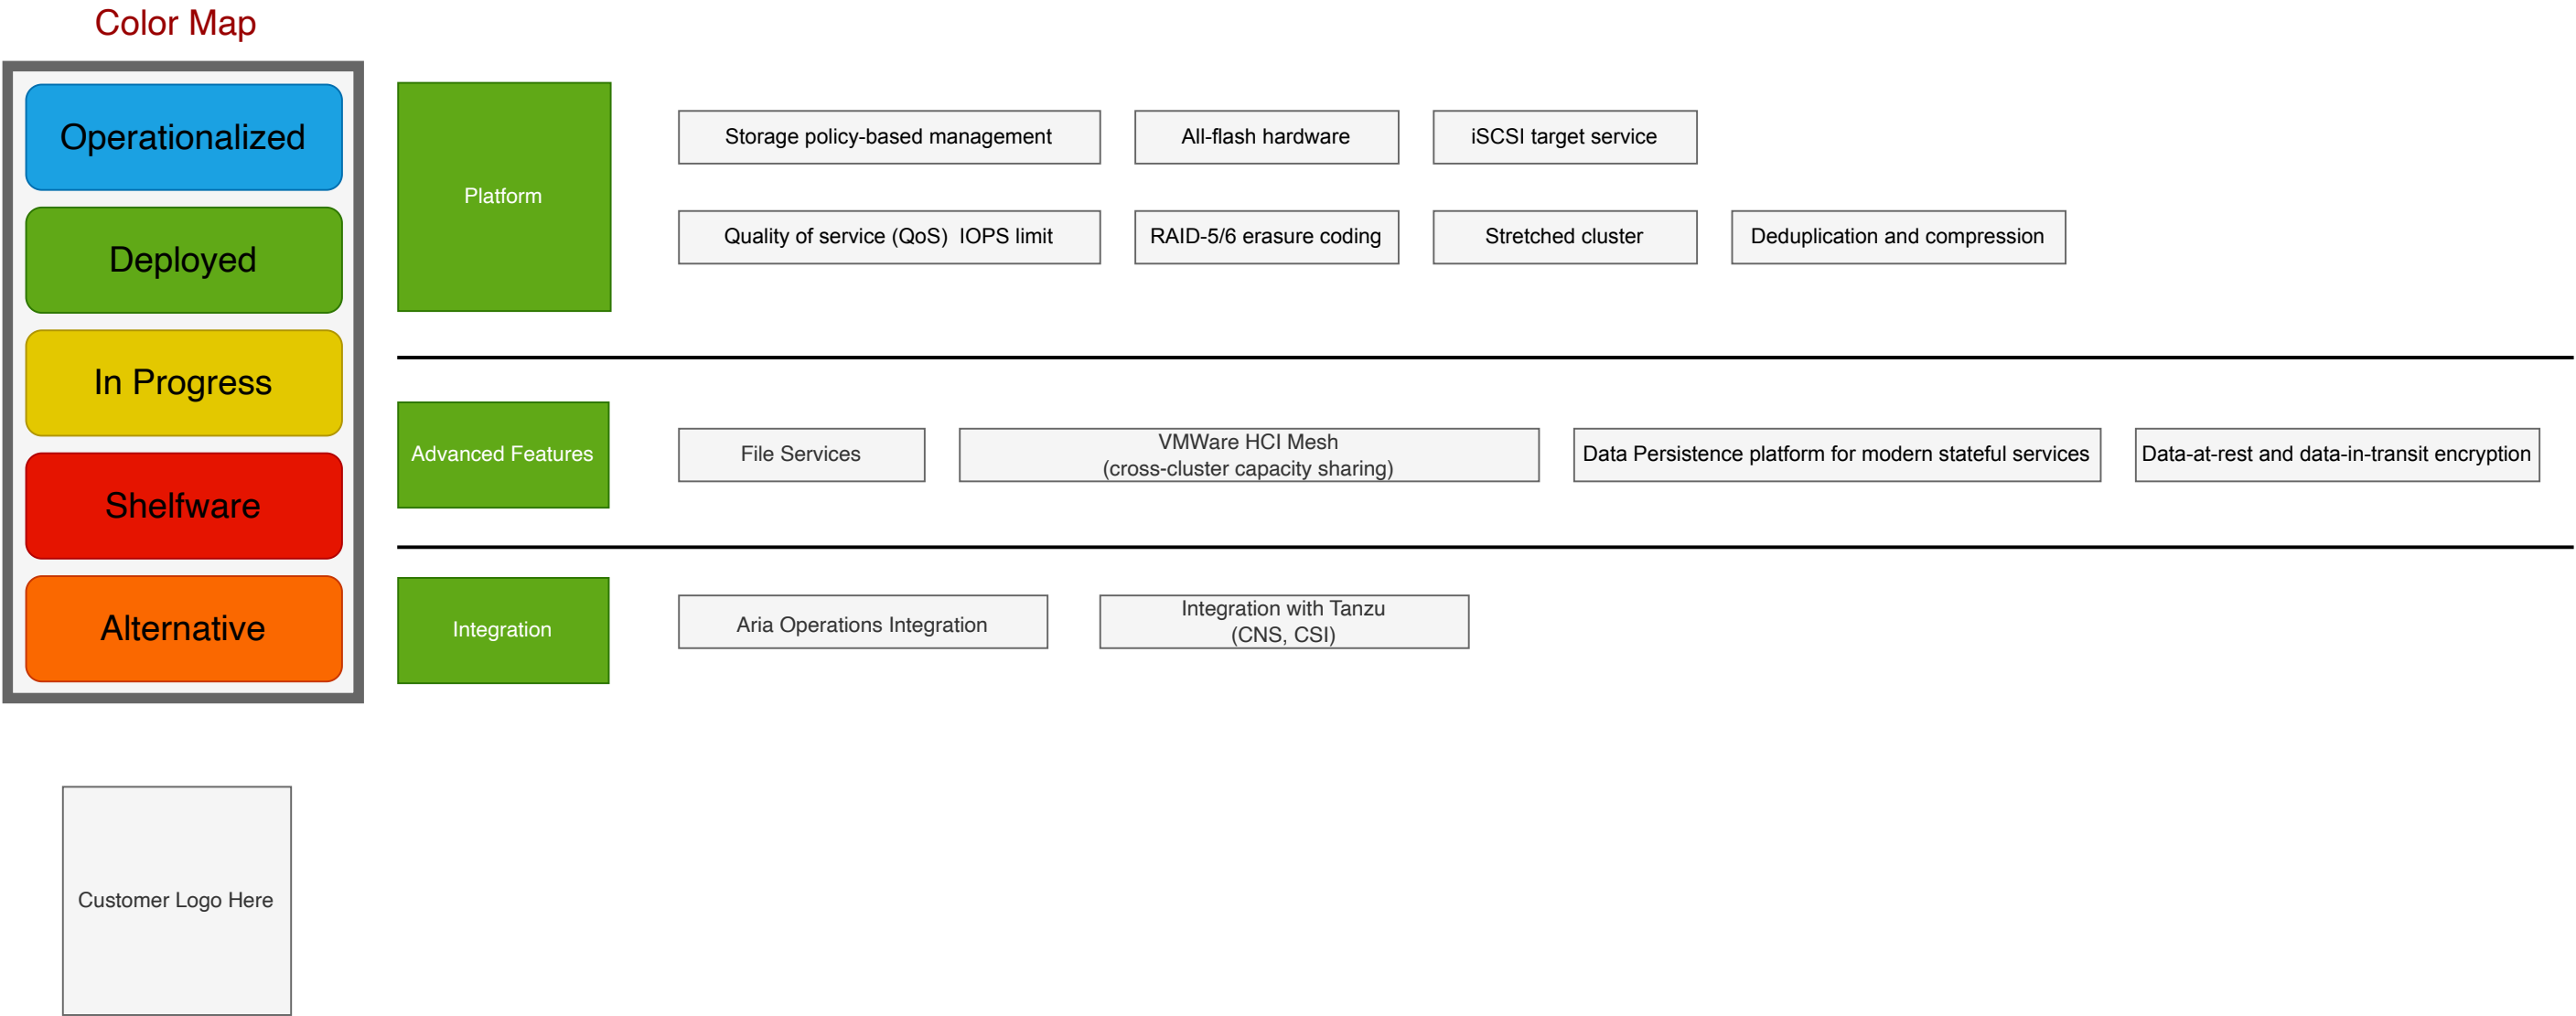 Color Map
Operationalized
Deployed
In Progress
Shelfware
Alternative
Customer Logo Here
Platform
Storage policy-based management
All-flash hardware
iSCSI target service
Quality of service (QoS)  IOPS limit
RAID-5/6 erasure coding
Stretched cluster
Deduplication and compression
Advanced Features
File Services
VMWare HCI Mesh
(cross-cluster capacity sharing)
Data Persistence platform for modern stateful services
Data-at-rest and data-in-transit encryption
Integration
Aria Operations Integration
Integration with Tanzu
(CNS, CSI)